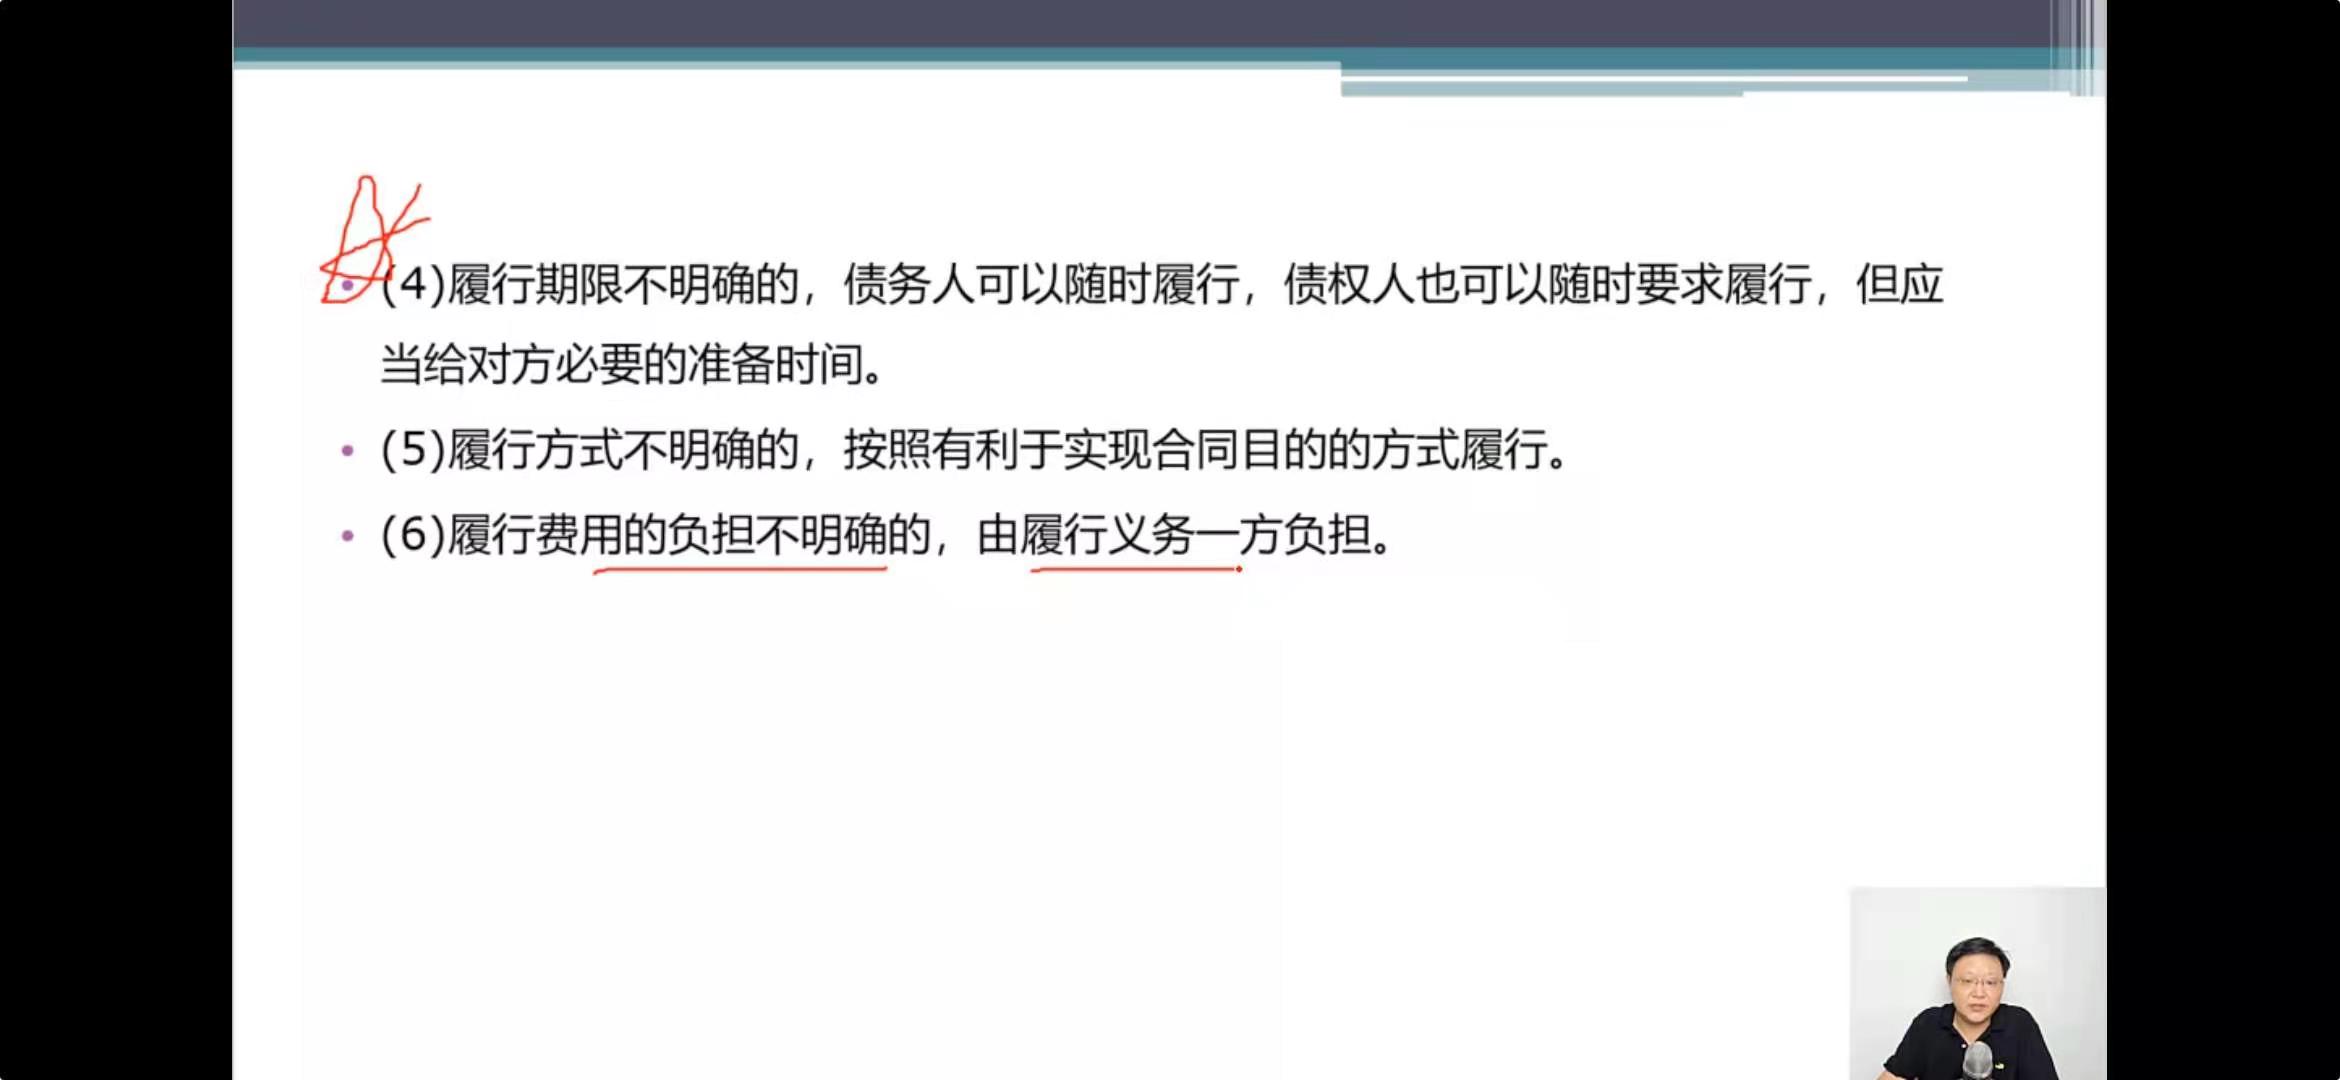 (4)履行期限不明确的，债务人可以随时履行，债权人也可以随时要求履行，但应
当给对方必要的准备时间。
(5)履行方式不明确的，按照有利于实现合同目的的方式履行。
(6)履行费用的负担不明确的，由履行义务一方负担。